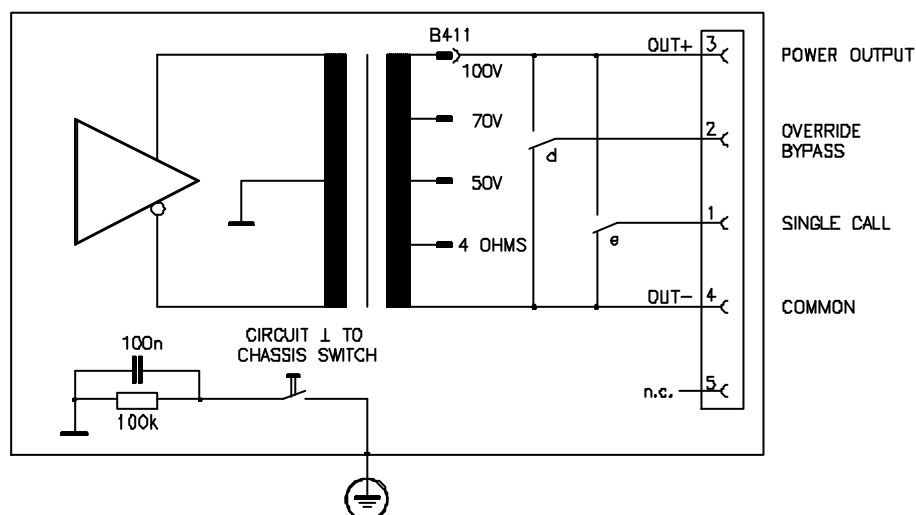 B411
100V
70V
50V
4 OHMS
OUT+ 3
POWER OUTPUT
2
OVERRIDE
BYPASS
d
1
SINGLE CALL
e
OUT- 4
COMMON
n.c. 5
CIRCUIT ⊥ TO
CHASSIS SWITCH
100n
100k